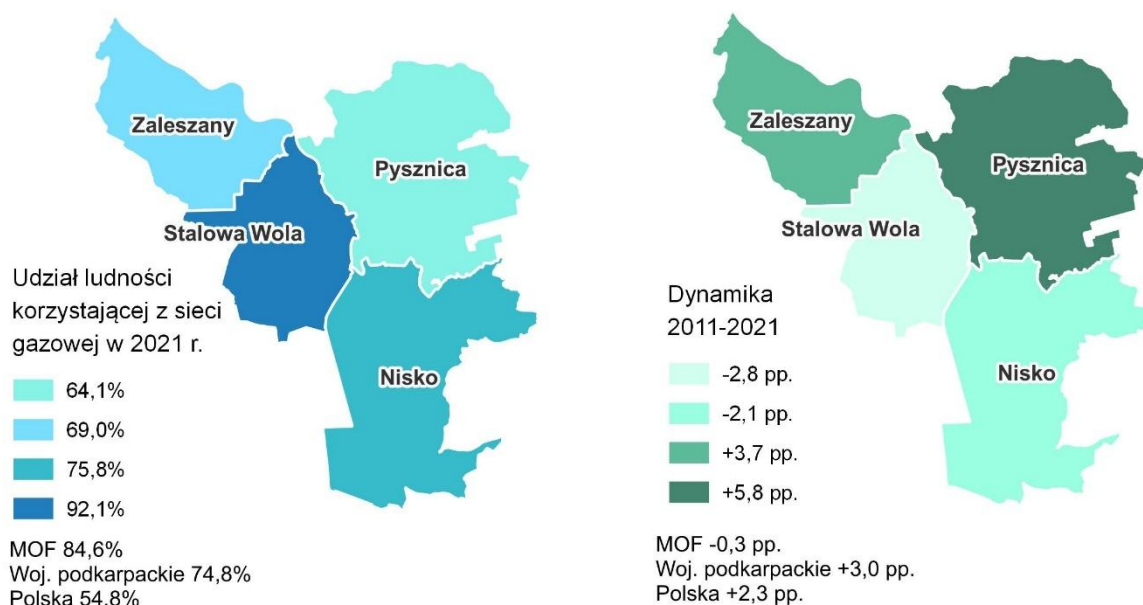 Zaleszany
Pysznica
Stalowa Wola
Nisko
Udział ludności
korzystającej z sieci
gazowej w 2021 r.
64,1%
69,0%
75,8%
92,1%
MOF 84,6%
Woj. podkarpackie 74,8%
Polska 54,8%
Zaleszany
Pysznica
Stalowa Wola
Nisko
Dynamika
2011-2021
-2,8 pp.
-2,1 pp.
+3,7 pp.
+5,8 pp.
MOF -0,3 pp.
Woj. podkarpackie +3,0 pp.
Polska +2,3 pp.